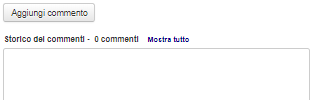 Aggiungi commento
Storico dei commenti - 0 commenti Mostra tutto